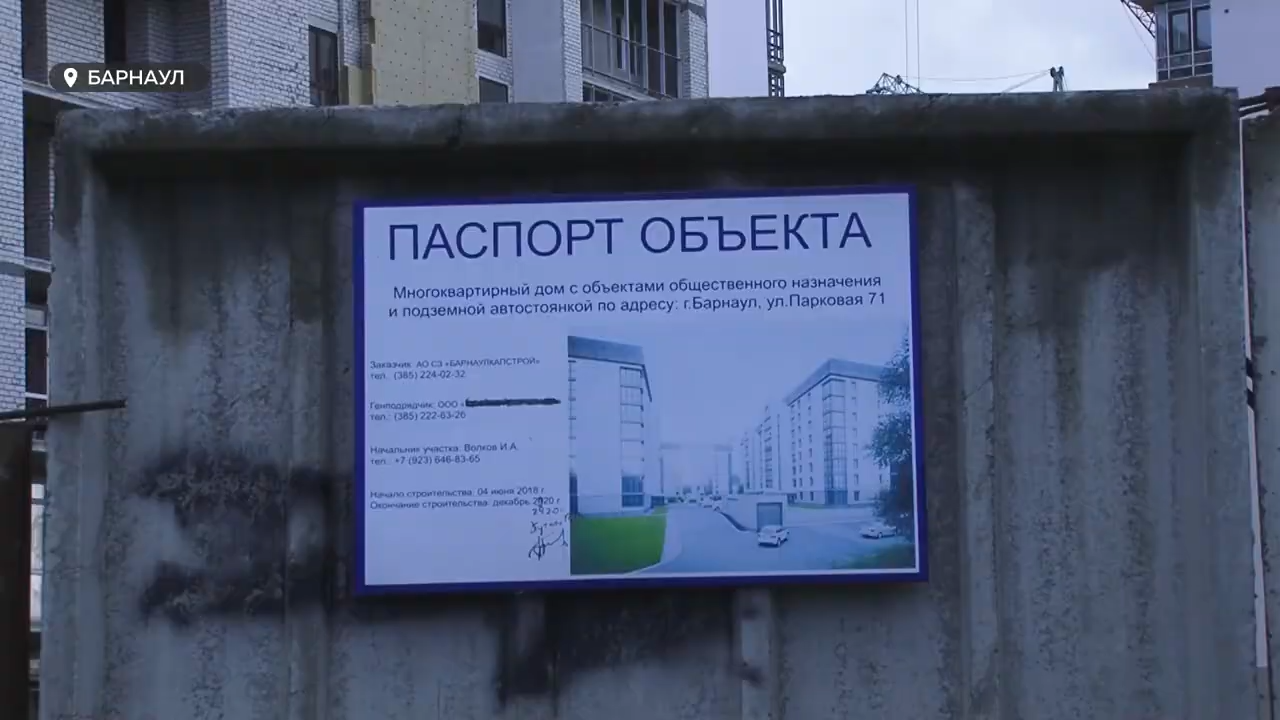 БАРНАУЛ
ПАСПОРТ ОБЪЕКТА
Многоквартирный дом с объектами общественного назначения
и подземной автостоянкой по адресу: г.Барнаул, ул.Парковая 71
Заказчик: АО СЗ «БАРНАУЛКАПСТРОЙ»
тел.: (385) 224-02-32
Генподрядчик: ООО «
тел.: (385) 222-63-26
Начальник участка: Волков И.А.
тел.: +7 (923) 646-83-65
Начало строительства: 04 июня 2018 г.
Окончание строительства: декабрь 2020 г.